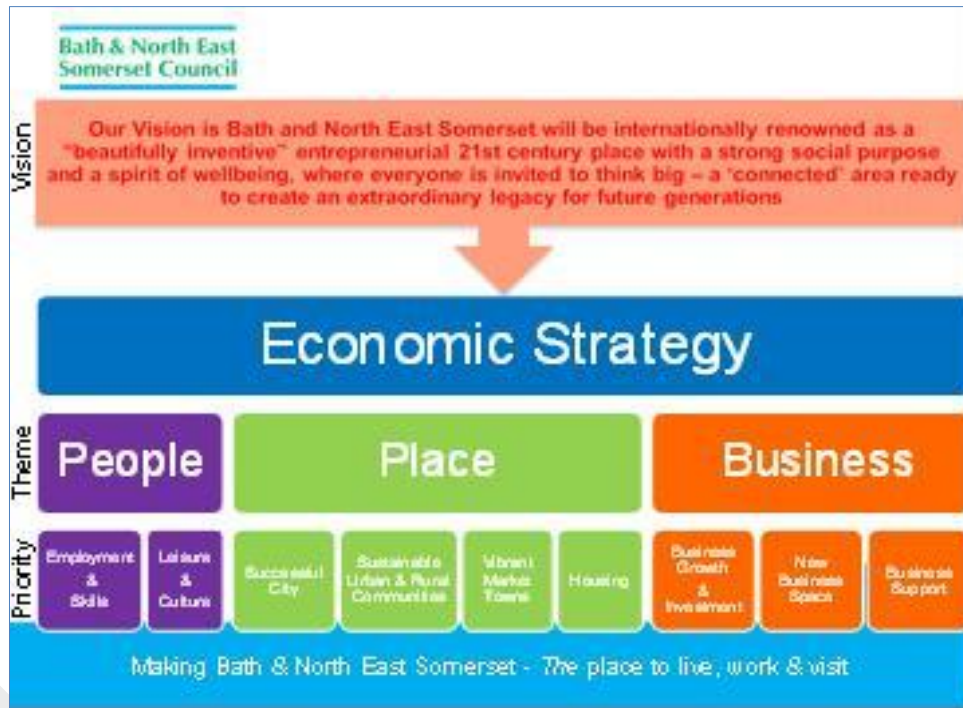 Bath & North East
Somerset Council
Vision
Our Vision is Bath and North East Somerset will be internationally renowned as a
"beautifully inventive" entrepreneurial 21st century place with a strong social purpose
and a spirit of wellbeing, where everyone is invited to think big – a 'connected' area ready
to create an extraordinary legacy for future generations
Economic Strategy
Theme
People
Place
Business
Priority
Employment
&
Skills
Leisure
&
Culture
Successful
City
Sustainable
Urban & Rural
Communities
Vibrant
Market
Towns
Housing
Business
Growth
&
Investment
New
Business
Space
Business
Support
Making Bath & North East Somerset - The place to live, work & visit